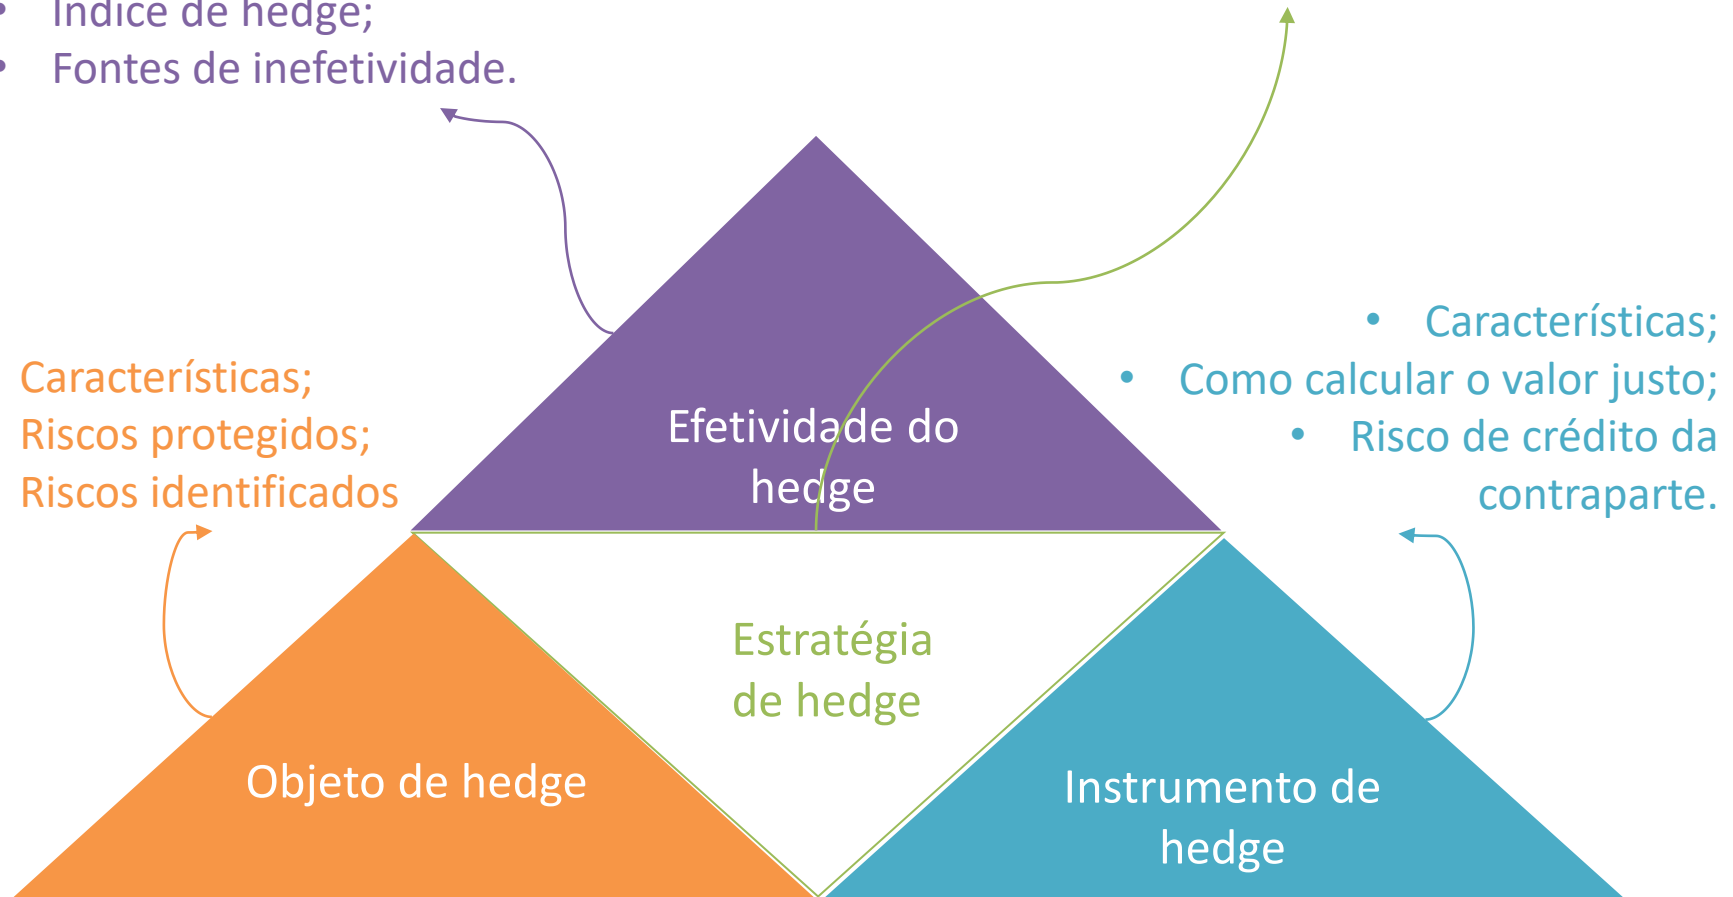 • Índice de hedge;
• Fontes de inefetividade.
• Características;
• Como calcular o valor justo;
• Risco de crédito da
contraparte.
Características;
Riscos protegidos;
Riscos identificados
Efetividade do
hedge
Estratégia
de hedge
Objeto de hedge
Instrumento de
hedge